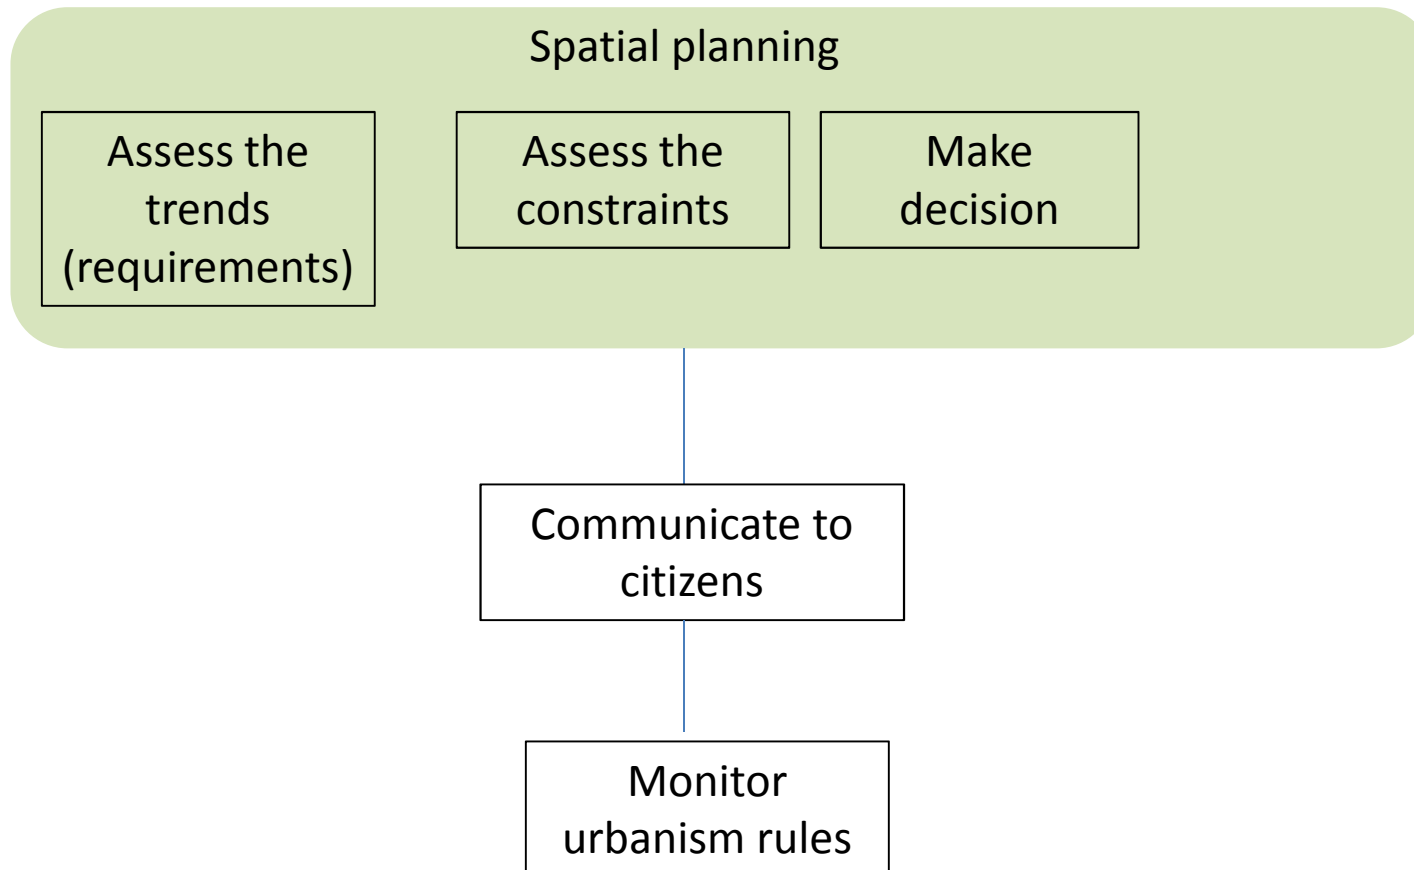 Spatial planning
Assess the
trends
(requirements)
Assess the
constraints
Make
decision
Communicate to
citizens
Monitor
urbanism rules